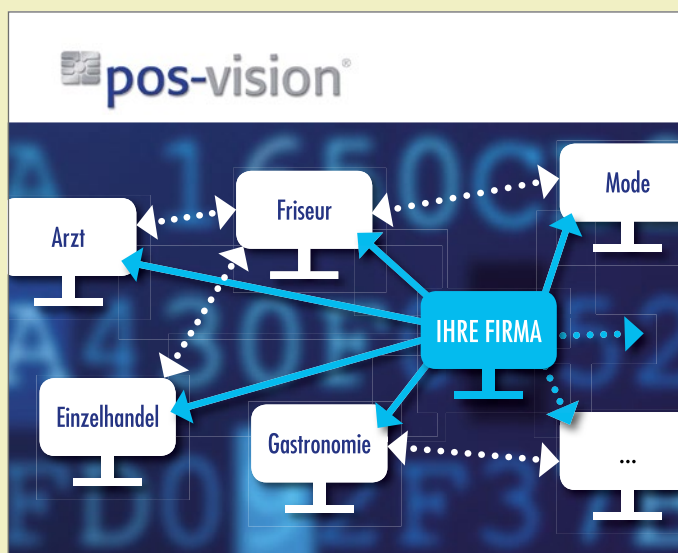 pos-vision®
Mode
Friseur
Arzt
IHRE FIRMA
Einzelhandel
Gastronomie
...